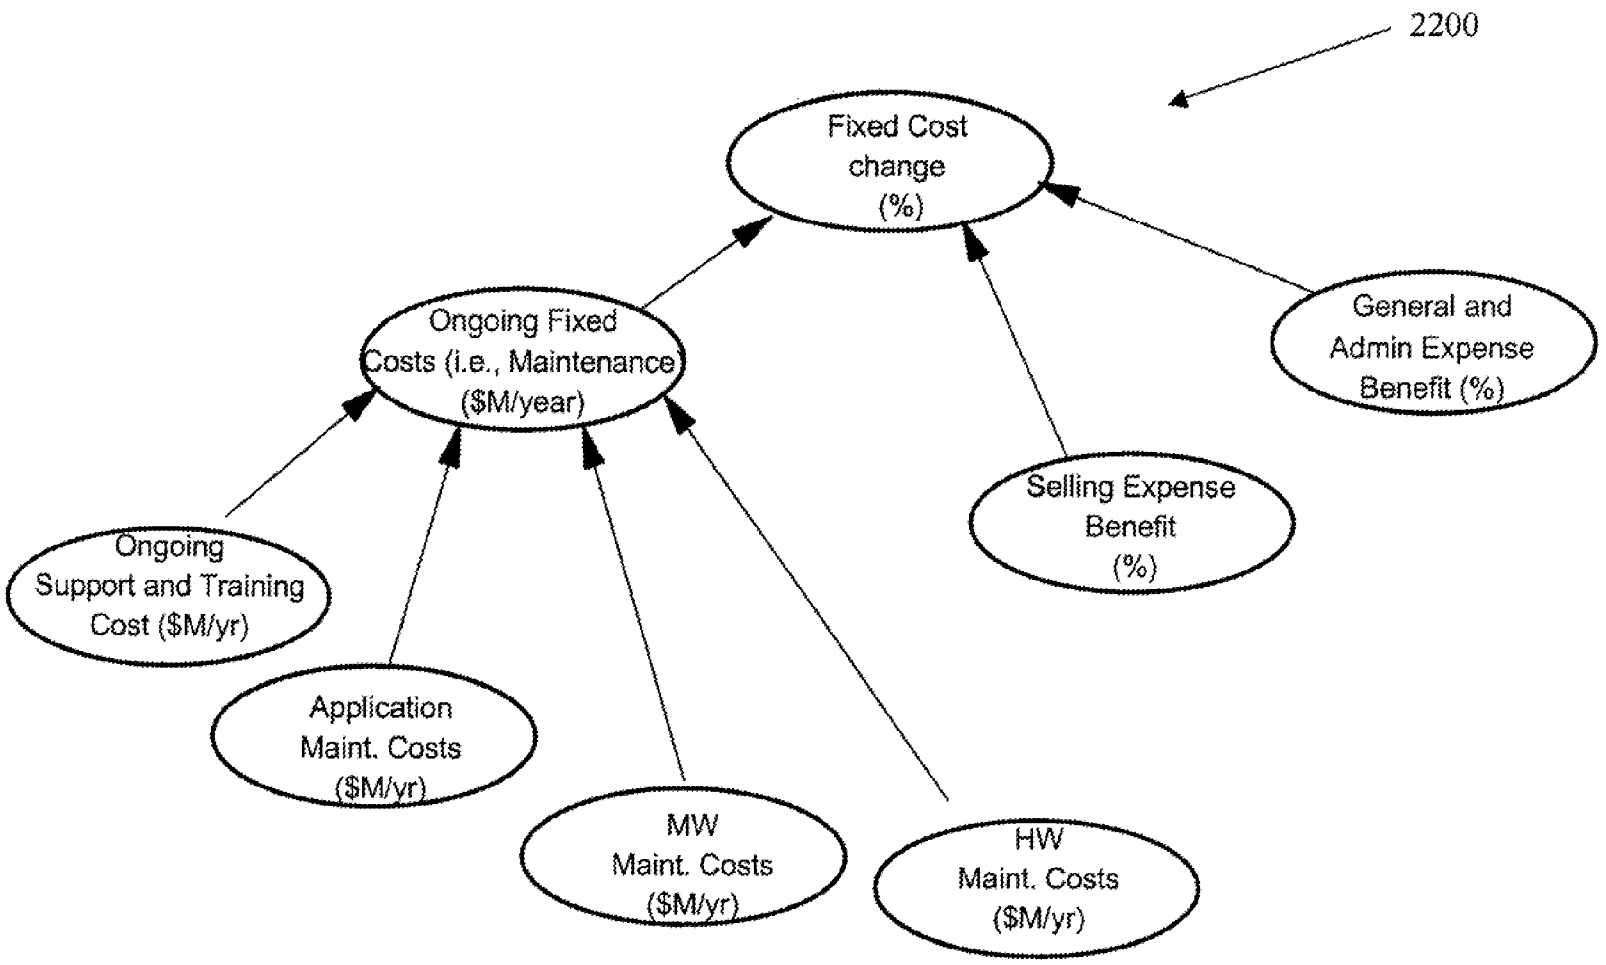 2200
Fixed Cost
change
(%)
Ongoing Fixed
Costs (i.e., Maintenance
($M/year)
General and
Admin Expense
Benefit (%)
Selling Expense
Benefit
(%)
Ongoing
Support and Training
Cost ($M/yr)
Application
Maint. Costs
($M/yr)
MW
Maint. Costs
($M/yr)
HW
Maint. Costs
($M/yr)